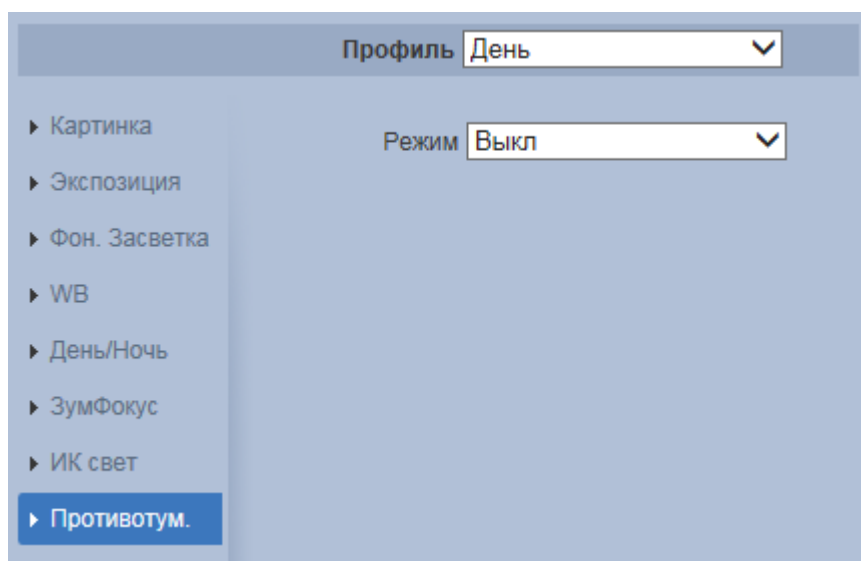 Профиль День
Картинка
Режим Выкл
Экспозиция
Фон. Засветка
WB
День/Ночь
ЗумФокус
ИК свет
Противотум.